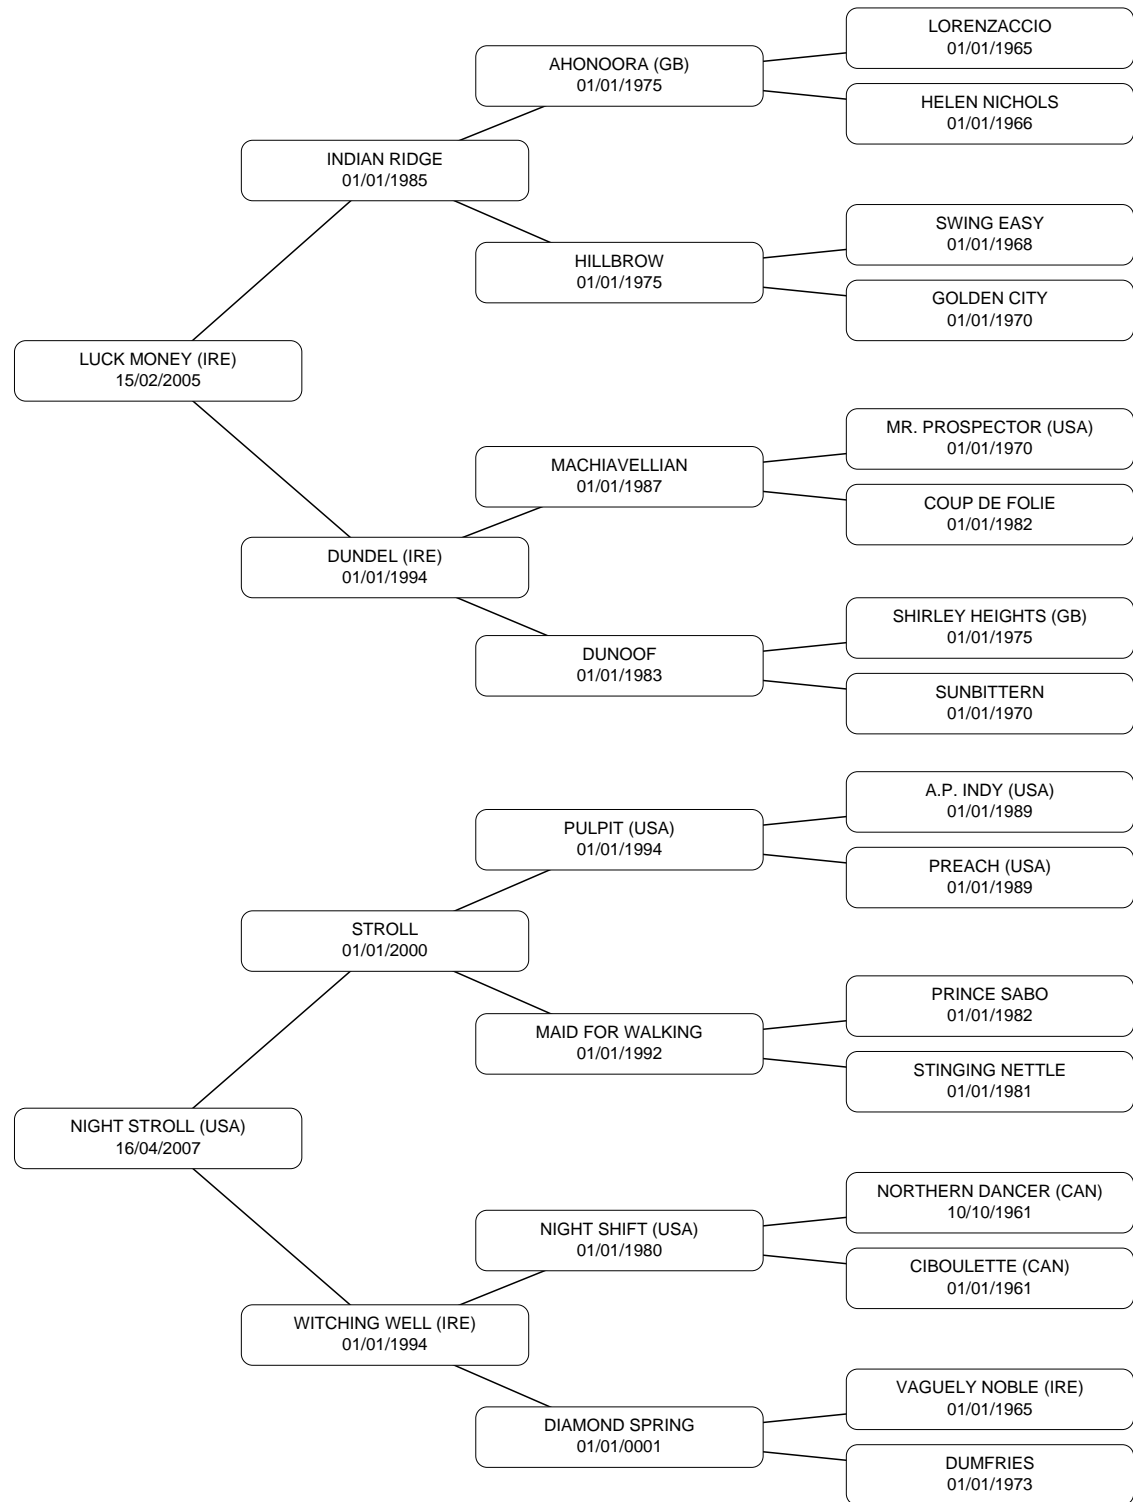 LORENZACCIO
01/01/1965
AHONOORA (GB)
01/01/1975
HELEN NICHOLS
01/01/1966
INDIAN RIDGE
01/01/1985
SWING EASY
01/01/1968
HILLBROW
01/01/1975
GOLDEN CITY
01/01/1970
LUCK MONEY (IRE)
15/02/2005
MR. PROSPECTOR (USA)
01/01/1970
MACHIAVELLIAN
01/01/1987
COUP DE FOLIE
01/01/1982
DUNDEL (IRE)
01/01/1994
SHIRLEY HEIGHTS (GB)
01/01/1975
DUNOOF
01/01/1983
SUNBITTERN
01/01/1970
A.P. INDY (USA)
01/01/1989
PULPIT (USA)
01/01/1994
PREACH (USA)
01/01/1989
STROLL
01/01/2000
PRINCE SABO
01/01/1982
MAID FOR WALKING
01/01/1992
STINGING NETTLE
01/01/1981
NIGHT STROLL (USA)
16/04/2007
NORTHERN DANCER (CAN)
10/10/1961
NIGHT SHIFT (USA)
01/01/1980
CIBOULETTE (CAN)
01/01/1961
WITCHING WELL (IRE)
01/01/1994
VAGUELY NOBLE (IRE)
01/01/1965
DIAMOND SPRING
01/01/0001
DUMFRIES
01/01/1973